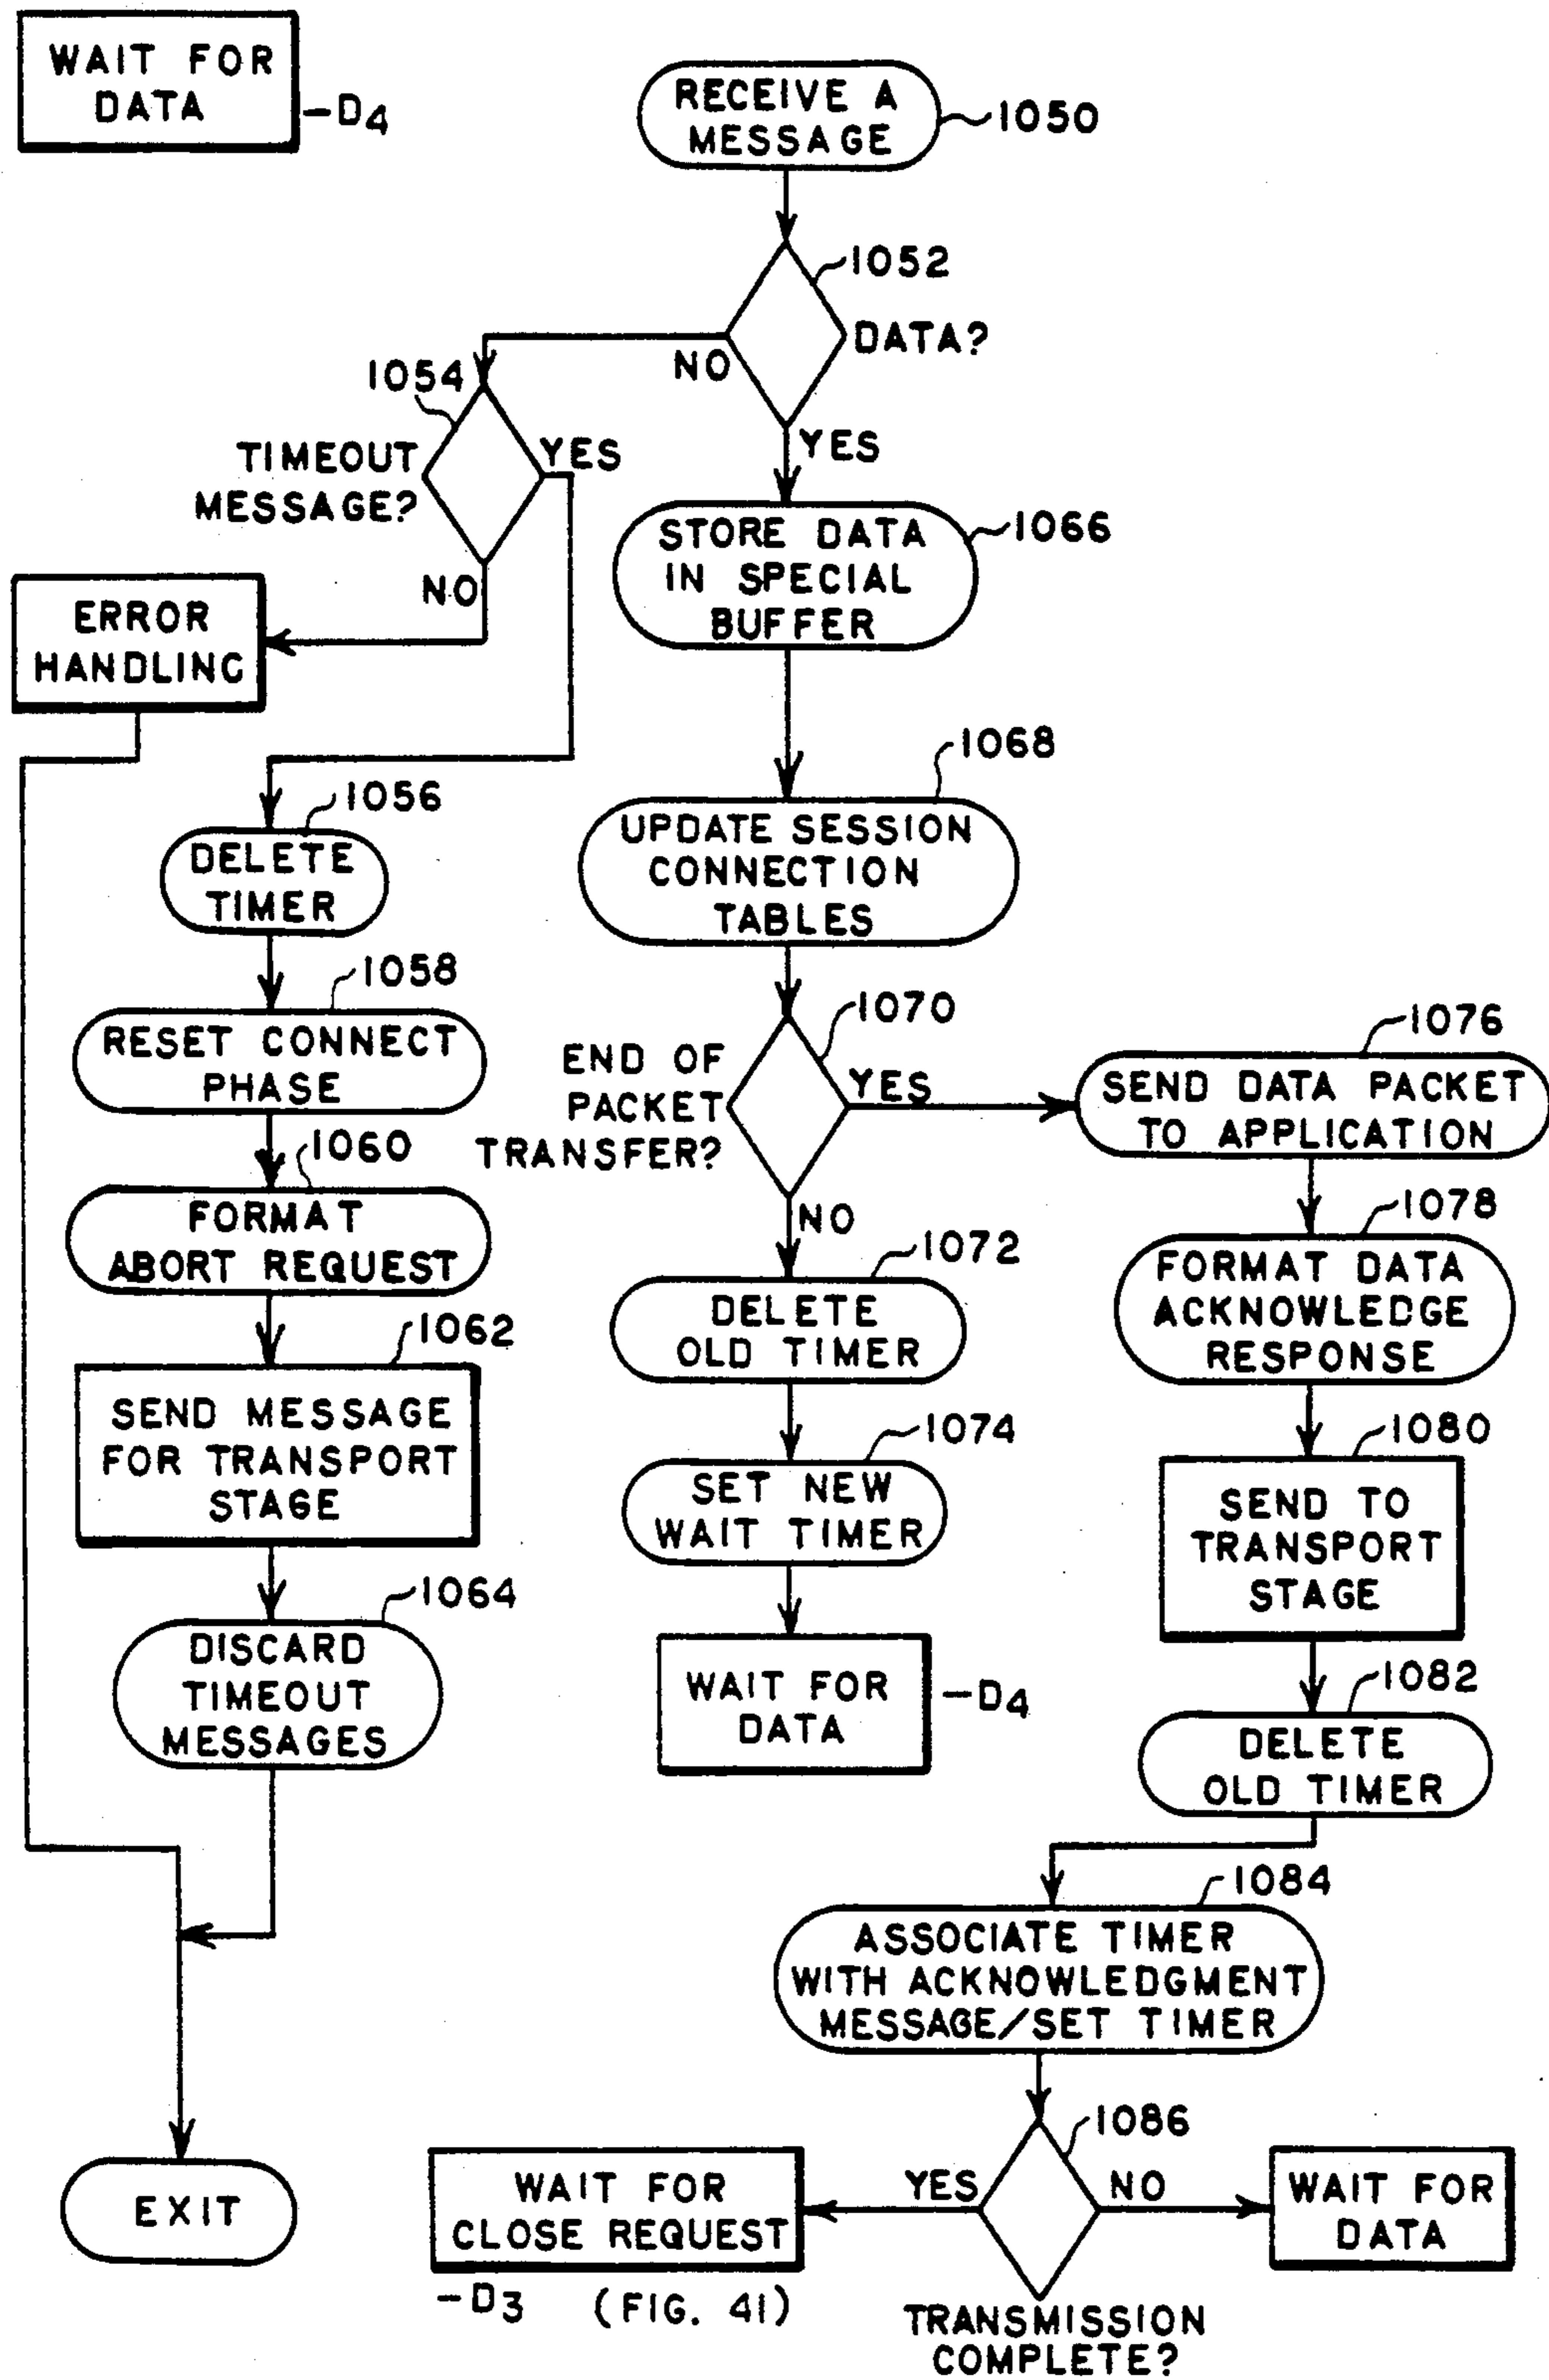 WAIT FOR
DATA
-D4
RECEIVE A
MESSAGE
1050
1052
DATA?
NO
YES
1054
TIMEOUT
MESSAGE?
YES
NO
ERROR
HANDLING
STORE DATA
IN SPECIAL
BUFFER
1066
1068
UPDATE SESSION
CONNECTION
TABLES
1056
DELETE
TIMER
1058
RESET CONNECT
PHASE
1060
FORMAT
ABORT REQUEST
1062
SEND MESSAGE
FOR TRANSPORT
STAGE
1064
DISCARD
TIMEOUT
MESSAGES
EXIT
1070
END OF
PACKET
TRANSFER?
YES
NO
1072
DELETE
OLD TIMER
1074
SET NEW
WAIT TIMER
WAIT FOR
DATA
-D4
1076
SEND DATA PACKET
TO APPLICATION
1078
FORMAT DATA
ACKNOWLEDGE
RESPONSE
1080
SEND TO
TRANSPORT
STAGE
1082
DELETE
OLD TIMER
1084
ASSOCIATE TIMER
WITH ACKNOWLEDGMENT
MESSAGE/SET TIMER
1086
YES
NO
WAIT FOR
CLOSE REQUEST
-D3 (FIG. 41)
WAIT FOR
DATA
TRANSMISSION
COMPLETE?